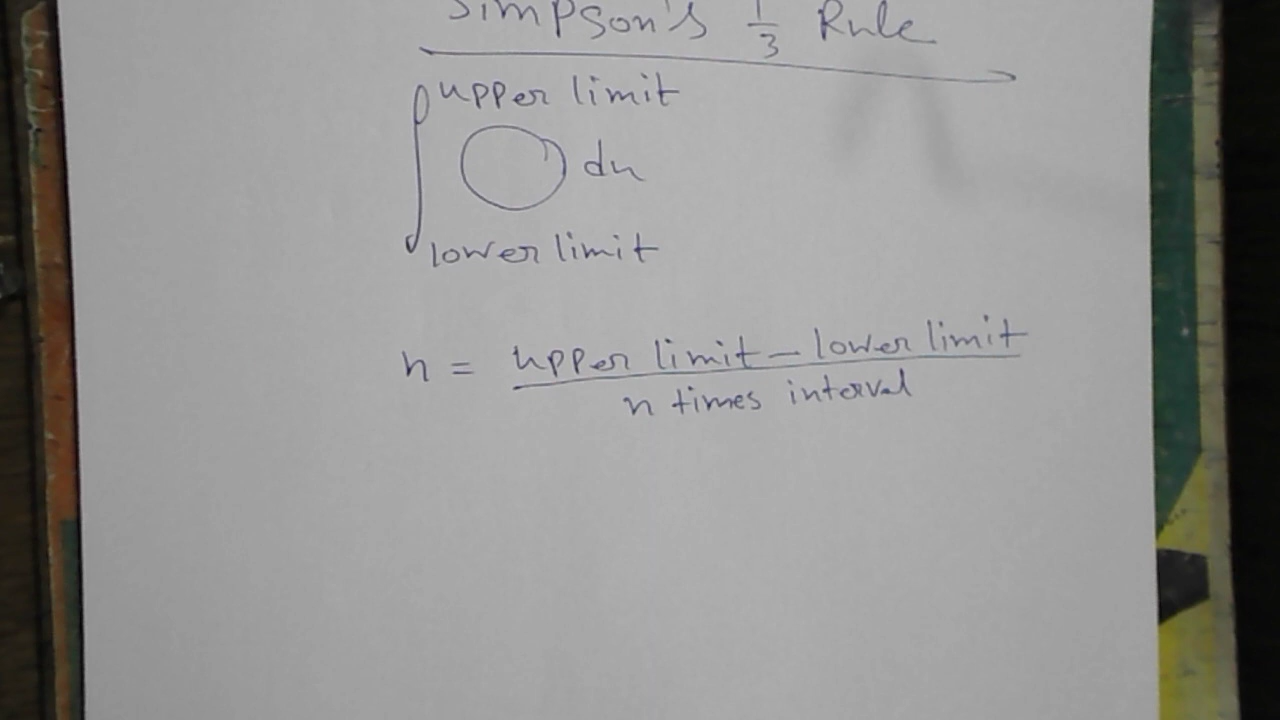 Simpson's 1/3 Rule
∫ upper limit
du
lower limit
h = upper limit - lower limit / n times interval